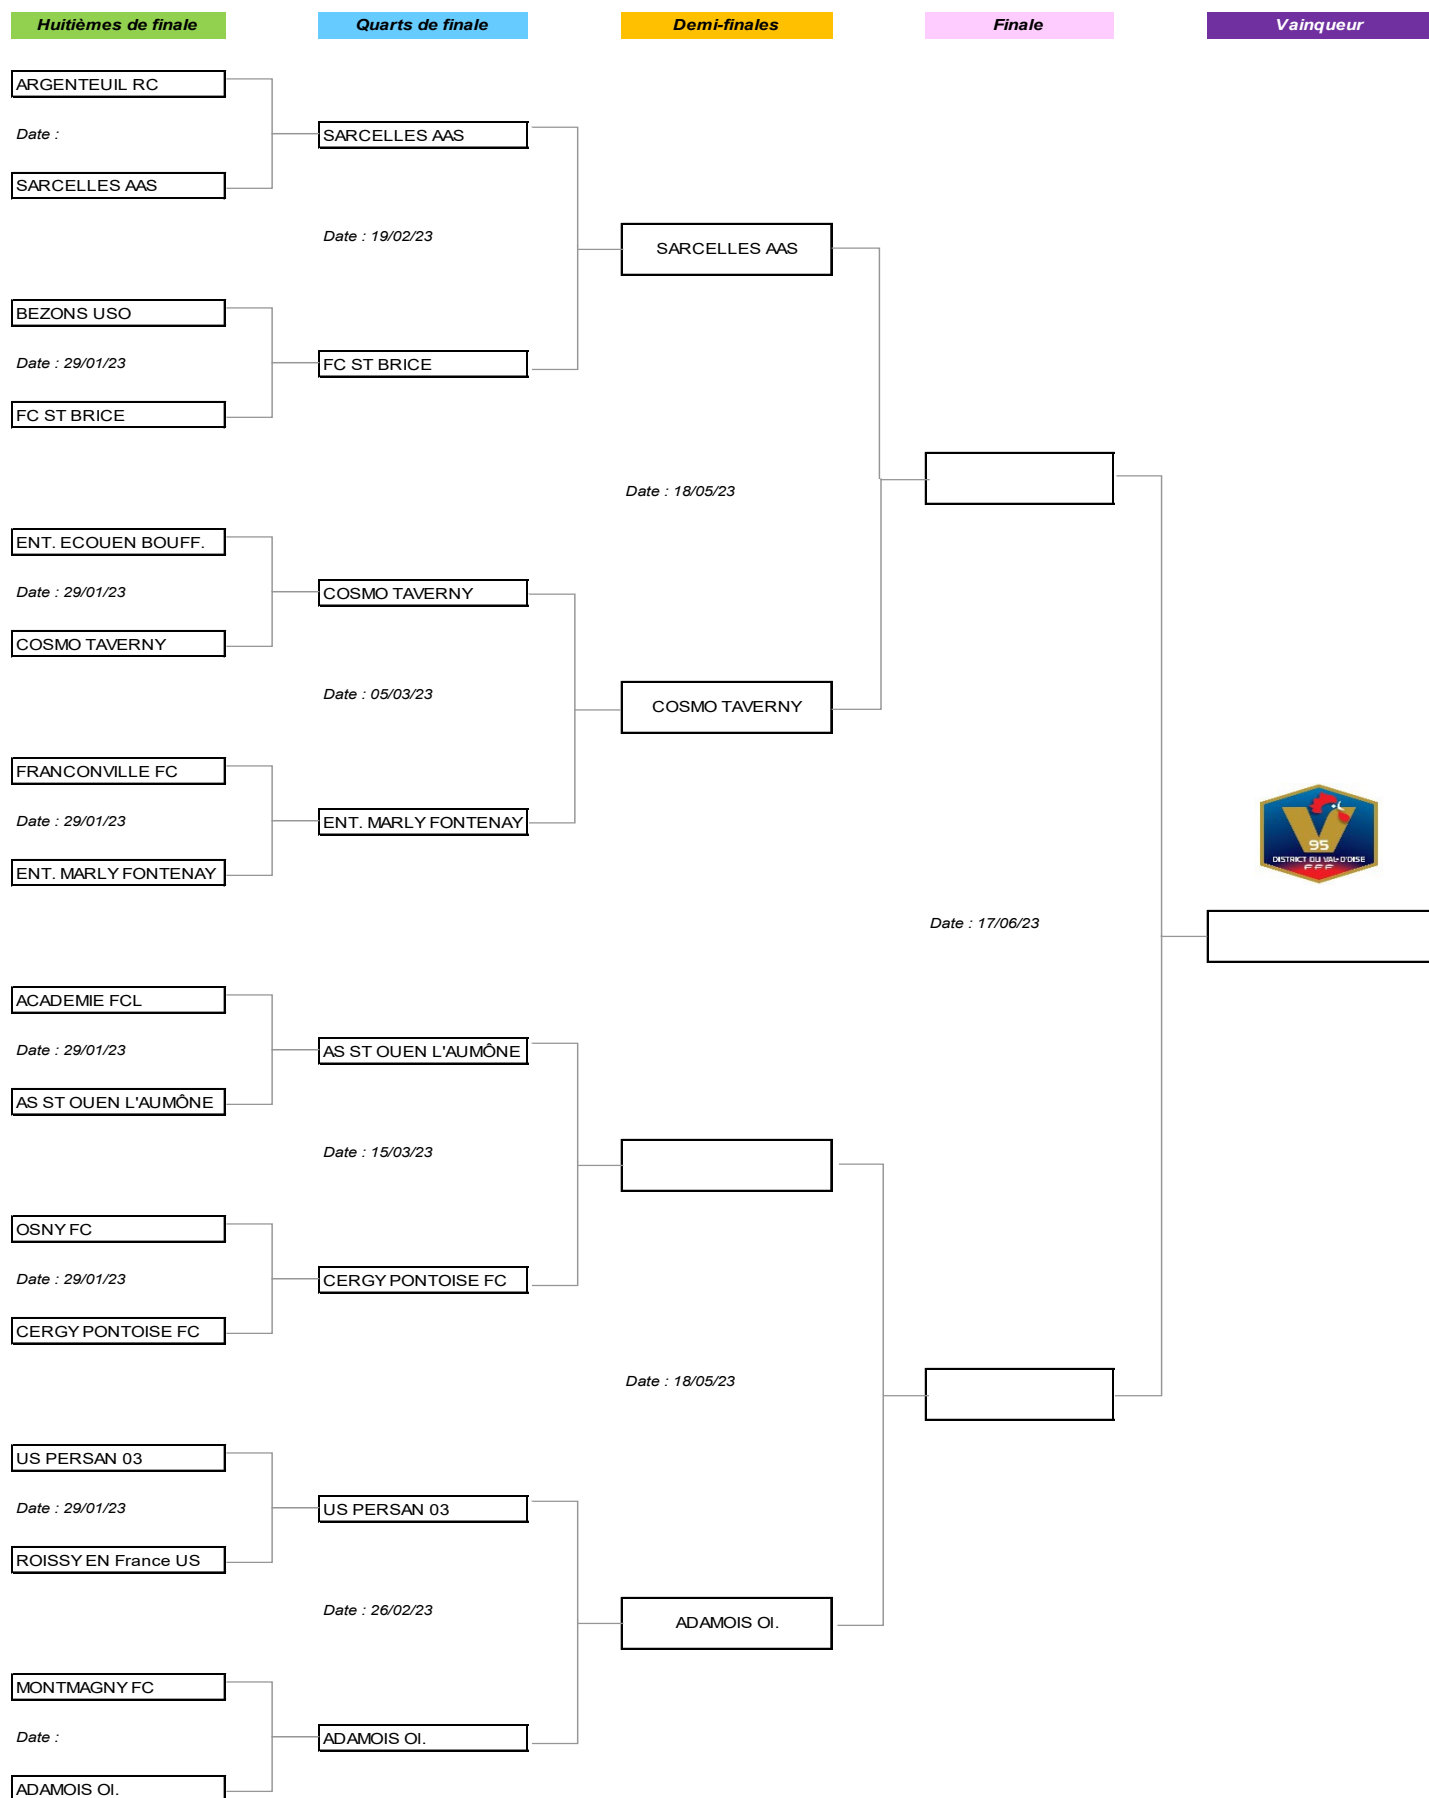 Huitièmes de finale
Quarts de finale
Demi-finales
Finale
Vainqueur
ARGENTEUIL RC
Date :
SARCELLES AAS
SARCELLES AAS
Date : 19/02/23
SARCELLES AAS
BEZONS USO
Date : 29/01/23
FC ST BRICE
FC ST BRICE
Date : 18/05/23
ENT. ECOUEN BOUFF.
Date : 29/01/23
COSMO TAVERNY
COSMO TAVERNY
Date : 05/03/23
COSMO TAVERNY
FRANCONVILLE FC
Date : 29/01/23
ENT. MARLY FONTENAY
ENT. MARLY FONTENAY
95
DISTRICT DU VAL-D'OISE
FFF
Date : 17/06/23
ACADEMIE FCL
Date : 29/01/23
AS ST OUEN L'AUMÔNE
AS ST OUEN L'AUMÔNE
Date : 15/03/23
OSNY FC
Date : 29/01/23
CERGY PONTOISE FC
CERGY PONTOISE FC
Date : 18/05/23
US PERSAN 03
Date : 29/01/23
ROISSY EN France US
US PERSAN 03
Date : 26/02/23
ADAMOIS Ol.
MONTMAGNY FC
Date :
ADAMOIS Ol.
ADAMOIS Ol.